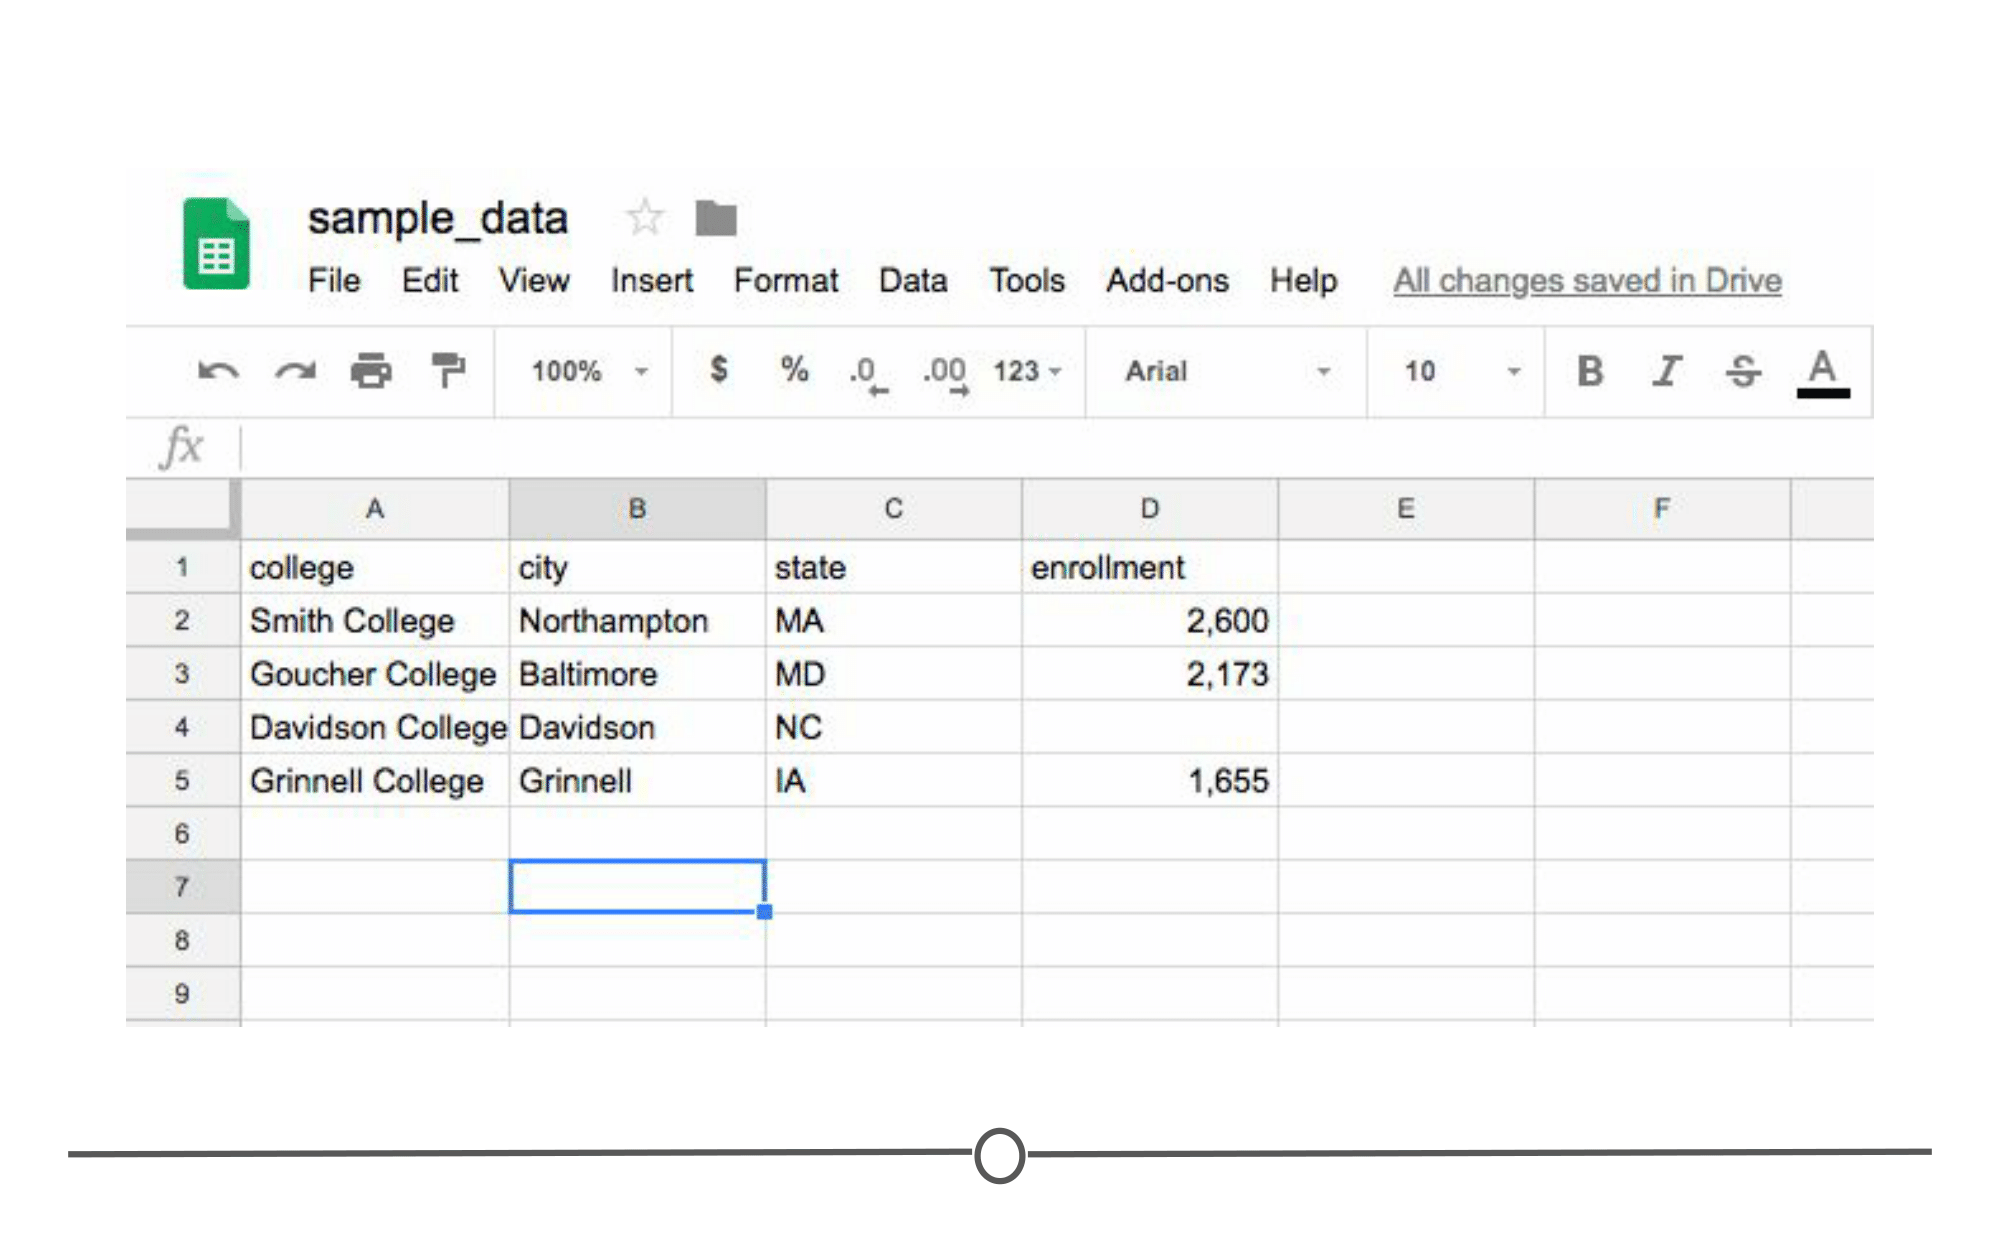 sample_data
File Edit View Insert Format Data Tools Add-ons Help All changes saved in Drive
100% $ % .0 .00 123 Arial 10 B I S A
fx
A B C D E F
1 college city state enrollment
2 Smith College Northampton MA 2,600
3 Goucher College Baltimore MD 2,173
4 Davidson College Davidson NC
5 Grinnell College Grinnell IA 1,655
6
7
8
9